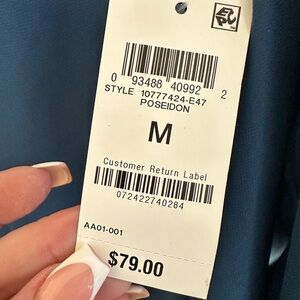 0 93488 40992 2
STYLE 10777424-E47
POSEIDON
M
Customer Return Label
072422740284
AA01-001
$79.00